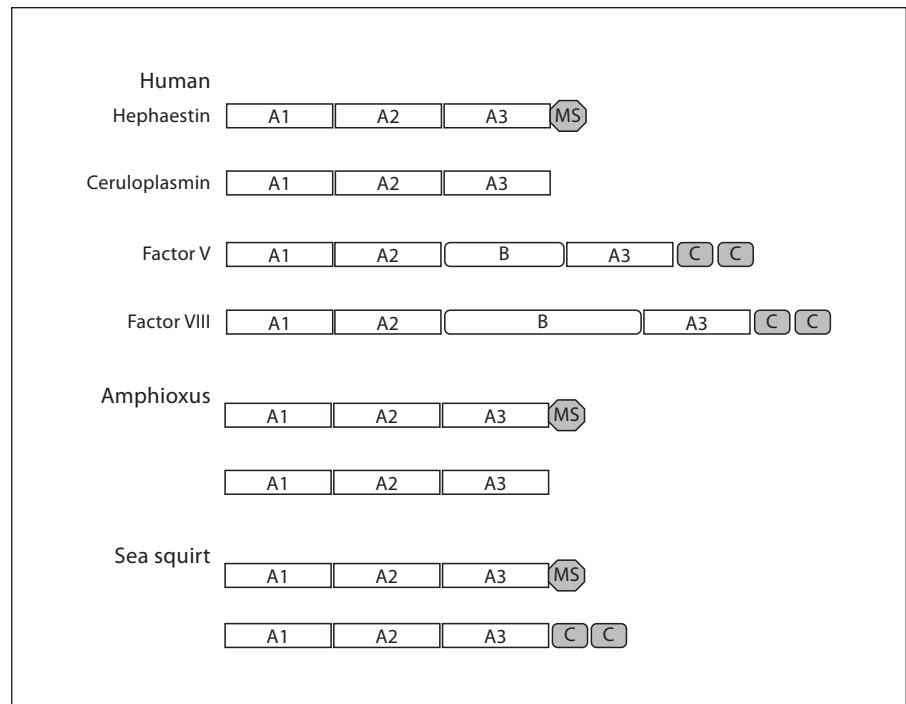 Human
Hephaestin A1 A2 A3 MS
Ceruloplasmin A1 A2 A3
Factor V A1 A2 B A3 C C
Factor VIII A1 A2 B A3 C C
Amphioxus
A1 A2 A3 MS
A1 A2 A3
Sea squirt
A1 A2 A3 MS
A1 A2 A3 C C